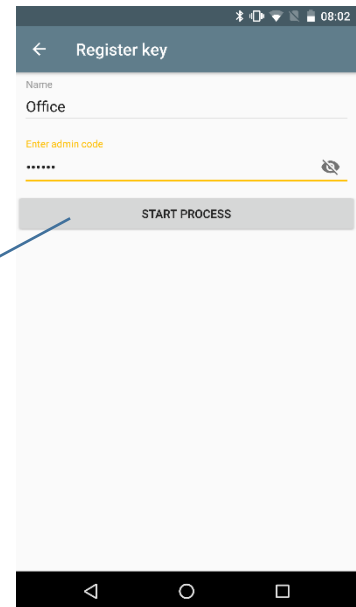 08:02
Register key
Name
Office
Enter admin code
••••••
START PROCESS